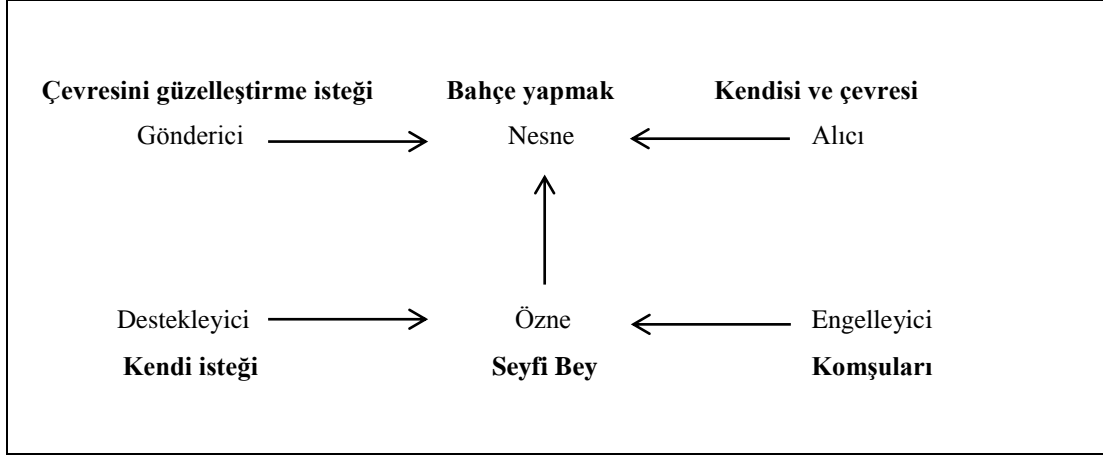 Çevresini güzelleştirme isteği Bahçe yapmak Kendisi ve çevresi
Gönderici Nesne Alıcı
Destekleyici Özne Engelleyici
Kendi isteği Seyfi Bey Komşuları